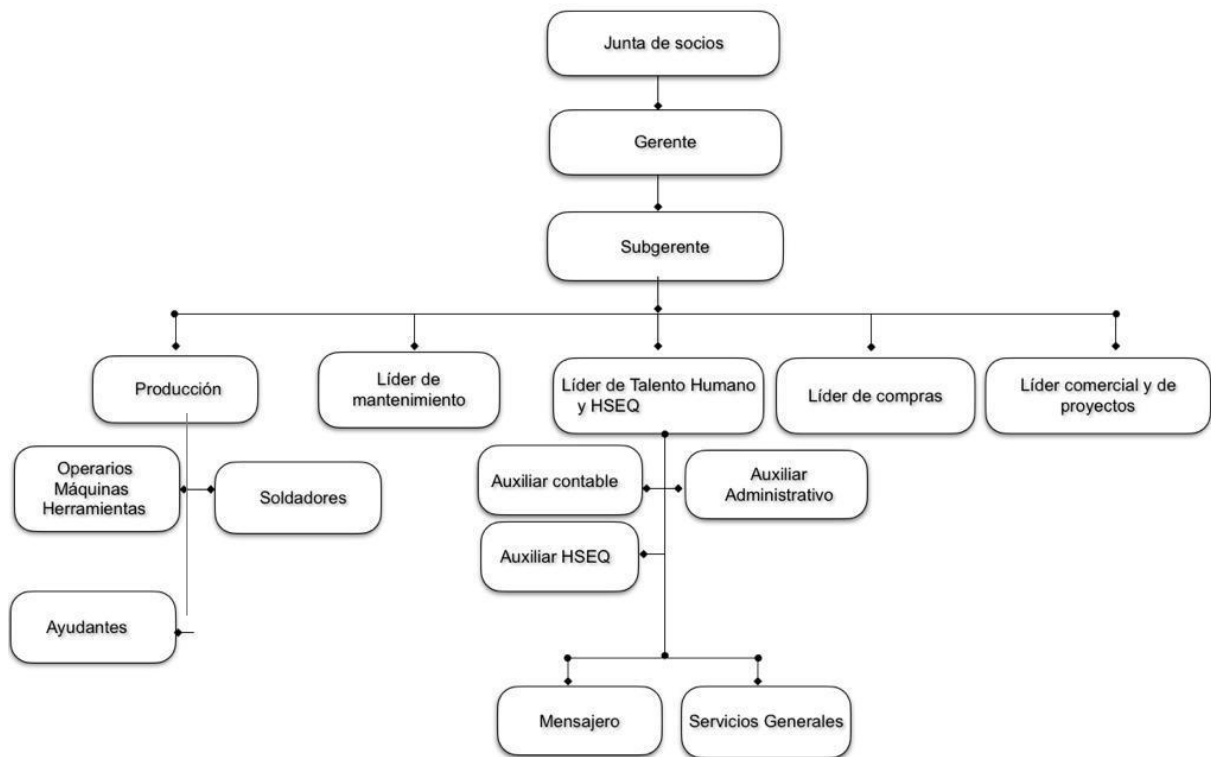 Junta de socios
Gerente
Subgerente
Producción
Líder de
mantenimiento
Líder de Talento Humano
y HSEQ
Líder de compras
Líder comercial y de
proyectos
Operarios
Máquinas
Herramientas
Soldadores
Auxiliar contable
Auxiliar
Administrativo
Auxiliar HSEQ
Ayudantes
Mensajero
Servicios Generales